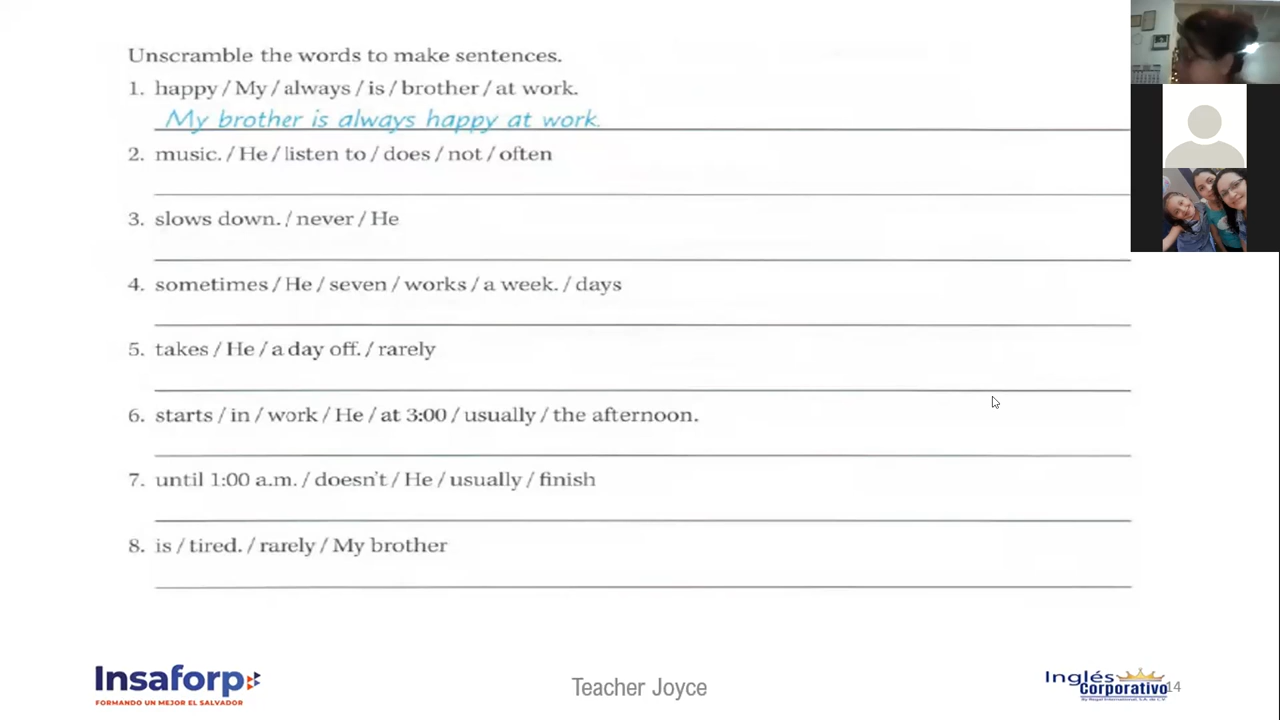 Unscramble the words to make sentences.
1. happy / My / always / is / brother / at work.
My brother is always happy at work.
2. music. / He / listen to / does / not / often
3. slows down. / never / He
4. sometimes / He / seven / works / a week. / days
5. takes / He / a day off. / rarely
6. starts / in / work / He / at 3:00 / usually / the afternoon.
7. until 1:00 a.m. / doesn't / He / usually / finish
8. is / tired. / rarely / My brother
Insaforp
FORMANDO UN MEJOR EL SALVADOR
Teacher Joyce
Inglés
Corporativo
By Royal International, S.A. de C.V.
14